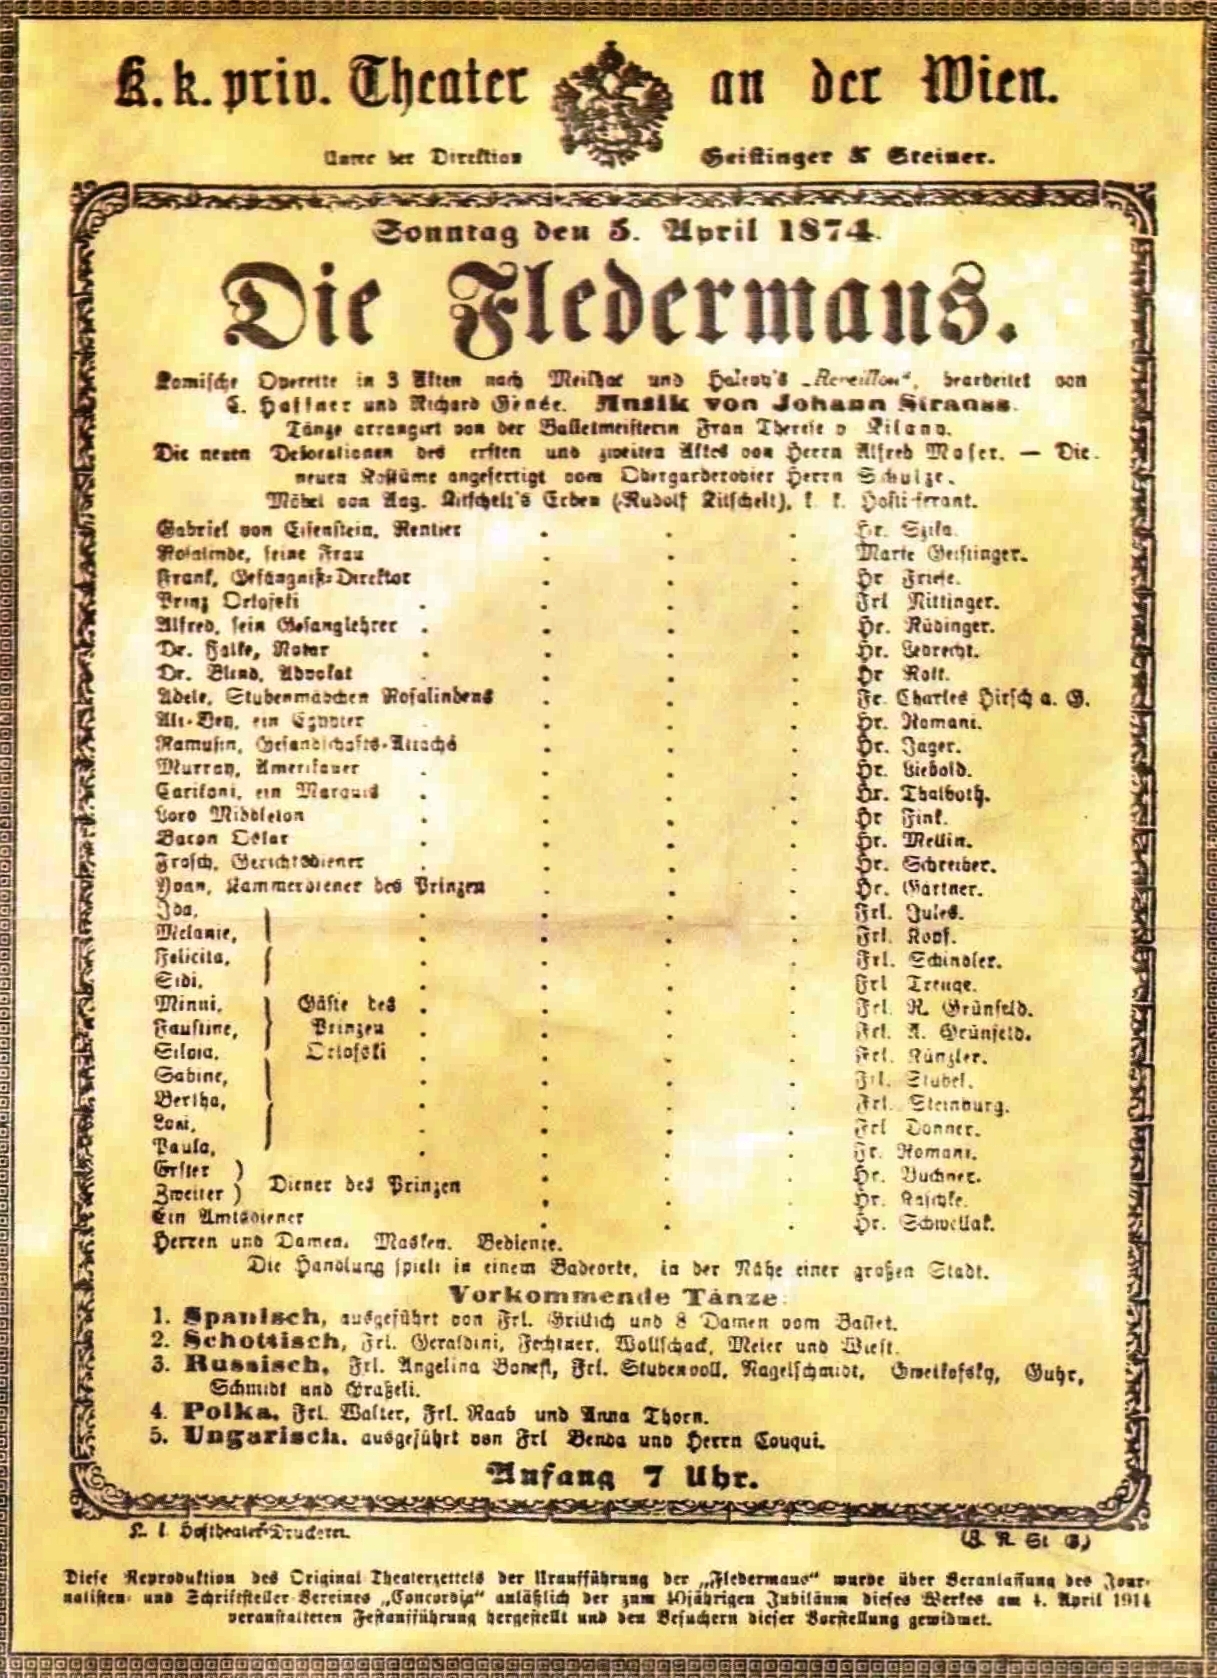 K. k. priv. Theater an der Wien.
Unter der Direktion Geistinger & Steiner.
Sonntag den 5. April 1874.
Die Fledermaus.
Komische Operette in 3 Akten nach Meilhac und Halevy's „Reveillon“, bearbeitet von
C. Haffner und Richard Genée. Musik von Johann Strauss.
Tänze arrangirt von der Balletmeisterin Frau Therese v Kilany.
Die neuen Dekorationen des ersten und zweiten Aktes von Herrn Alfred Moser. — Die
neuen Kostüme angefertigt vom Obergarderobier Herrn Schulze.
Möbel von Aug. Kitschelt's Erben (Rudolf Kitschelt), k. k. Hoflieferant.
Gabriel von Eisenstein, Rentier . . . Hr. Szika.
Rosalinde, seine Frau . . . Marie Geistinger.
Frank, Gefängniß-Direktor . . . Hr Friese.
Prinz Orlofski . . . . Frl Nittinger.
Alfred, sein Gesanglehrer . . . . Hr. Rüdinger.
Dr. Falke, Notar . . . . Hr. Lebrecht.
Dr. Blind, Advokat . . . . Hr Rott.
Adele, Stubenmädchen Rosalindens . . . Fr. Charles Hirsch a. G.
Ali-Bey, ein Egypter . . . . Hr. Romani.
Ramusin, Gesandtschafts-Attaché . . . Hr. Jäger.
Murray, Amerikaner . . . . Hr. Liebold.
Carikoni, ein Marquis . . . . Hr. Thalboth.
Lord Middleton . . . . Hr Fink.
Baron Oskar . . . . Hr. Mellin.
Frosch, Gerichtsdiener . . . . Hr. Schreiber.
Yvan, Kammerdiener des Prinzen . . . Hr. Gärtner.
Ida, . . . . Frl. Jules.
Melanie, . . . . Frl. Kopf.
Felicita, . . . . Frl. Schindler.
Sidi, . . . . Frl Treuge.
Minni, Gäste des . . . . Frl. R. Grünfeld.
Faustine, Prinzen . . . . Frl. A. Grünfeld.
Silvia, Orlofski . . . . Frl. Künzler.
Sabine, . . . . Frl. Stubel.
Bertha, . . . . Frl. Steinburg.
Lori, . . . . Frl Donner.
Paula, . . . . Fr. Romani.
Erster ) Diener des Prinzen . . . Hr. Buchner.
Zweiter ) . . . Hr.
Ein Amtsdiener . . . Hr. Schwellak.
Herren und Damen. Masken. Bediente.
Die Handlung spielt in einem Badeorte, in der Nähe einer großen Stadt.
Vorkommende Tänze:
1. Spanisch, ausgeführt von Frl. Grillich und 8 Damen vom Ballet.
2. Schottisch, Frl. Geraldini, Fechtner, Wollschack, Meier und Wiest.
3. Russisch, Frl. Angelina Bonesi, Frl. Stubenvoll, Nagelschmidt, Gwetkofsky, Guhr,
Schmidt und Graßeli.
4. Polka, Frl. Walter, Frl. Raab und Anna Thorn.
5. Ungarisch, ausgeführt von Frl Benda und Herrn Couqui.
Anfang 7 Uhr.
K. k. Hoftheater-Druckerei.
Diese Reproduktion des Original Theaterzettels der Uraufführung der „Fledermaus“ wurde über Veranlassung des Jour-
nalisten- und Schriftsteller-Vereines „Concordia“ anläßlich der zum 40jährigen Jubiläum dieses Werkes am 4. April 1914
veranstalteten Festaufführung hergestellt und den Besuchern dieser Vorstellung gewidmet.